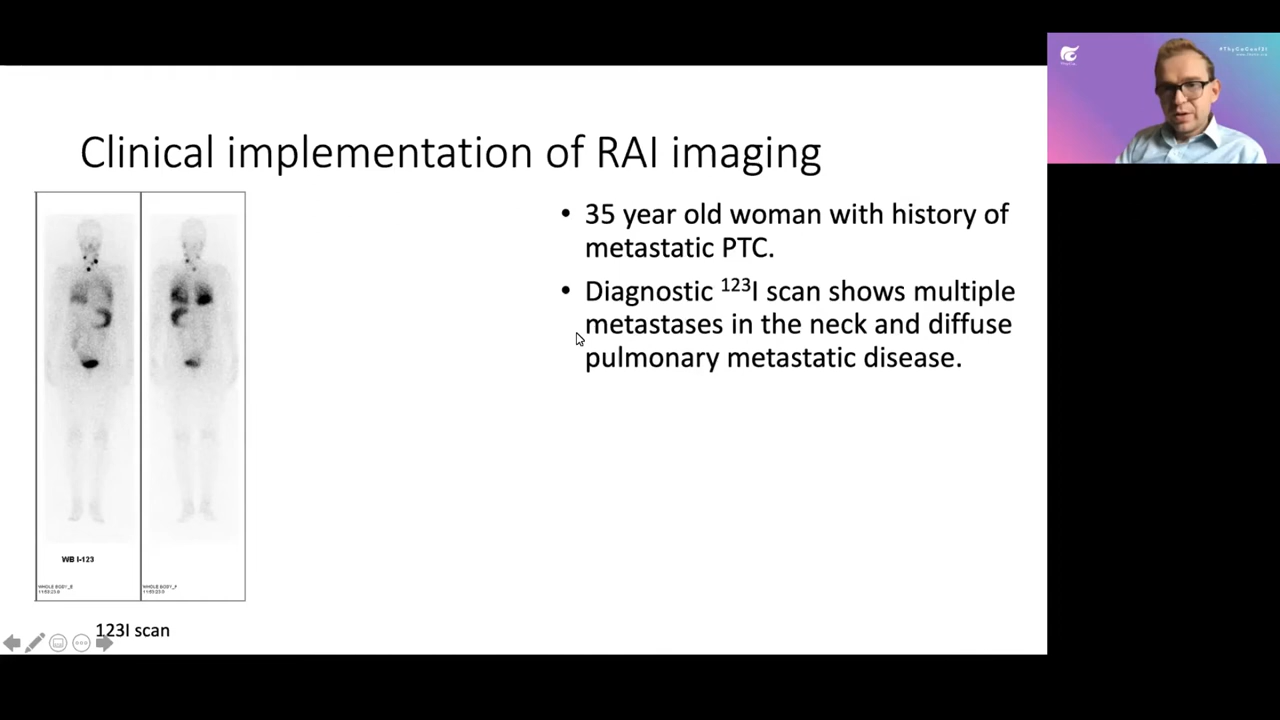 #ThyCaConf21
Clinical implementation of RAI imaging
• 35 year old woman with history of
metastatic PTC.
• Diagnostic ¹²³I scan shows multiple
metastases in the neck and diffuse
pulmonary metastatic disease.
WB I-123
123I scan